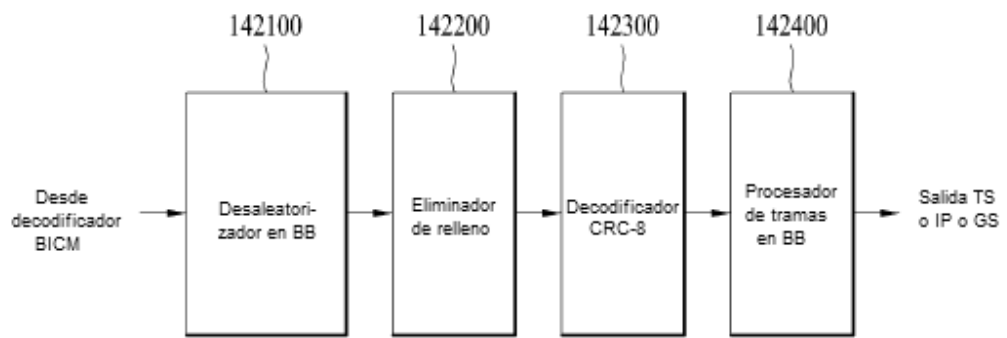 142100
142200
142300
142400
Desde
decodificador
BICM
Desaleatori-
zador en BB
Eliminador
de relleno
Decodificador
CRC-8
Procesador
de tramas
en BB
Salida TS
o IP o GS